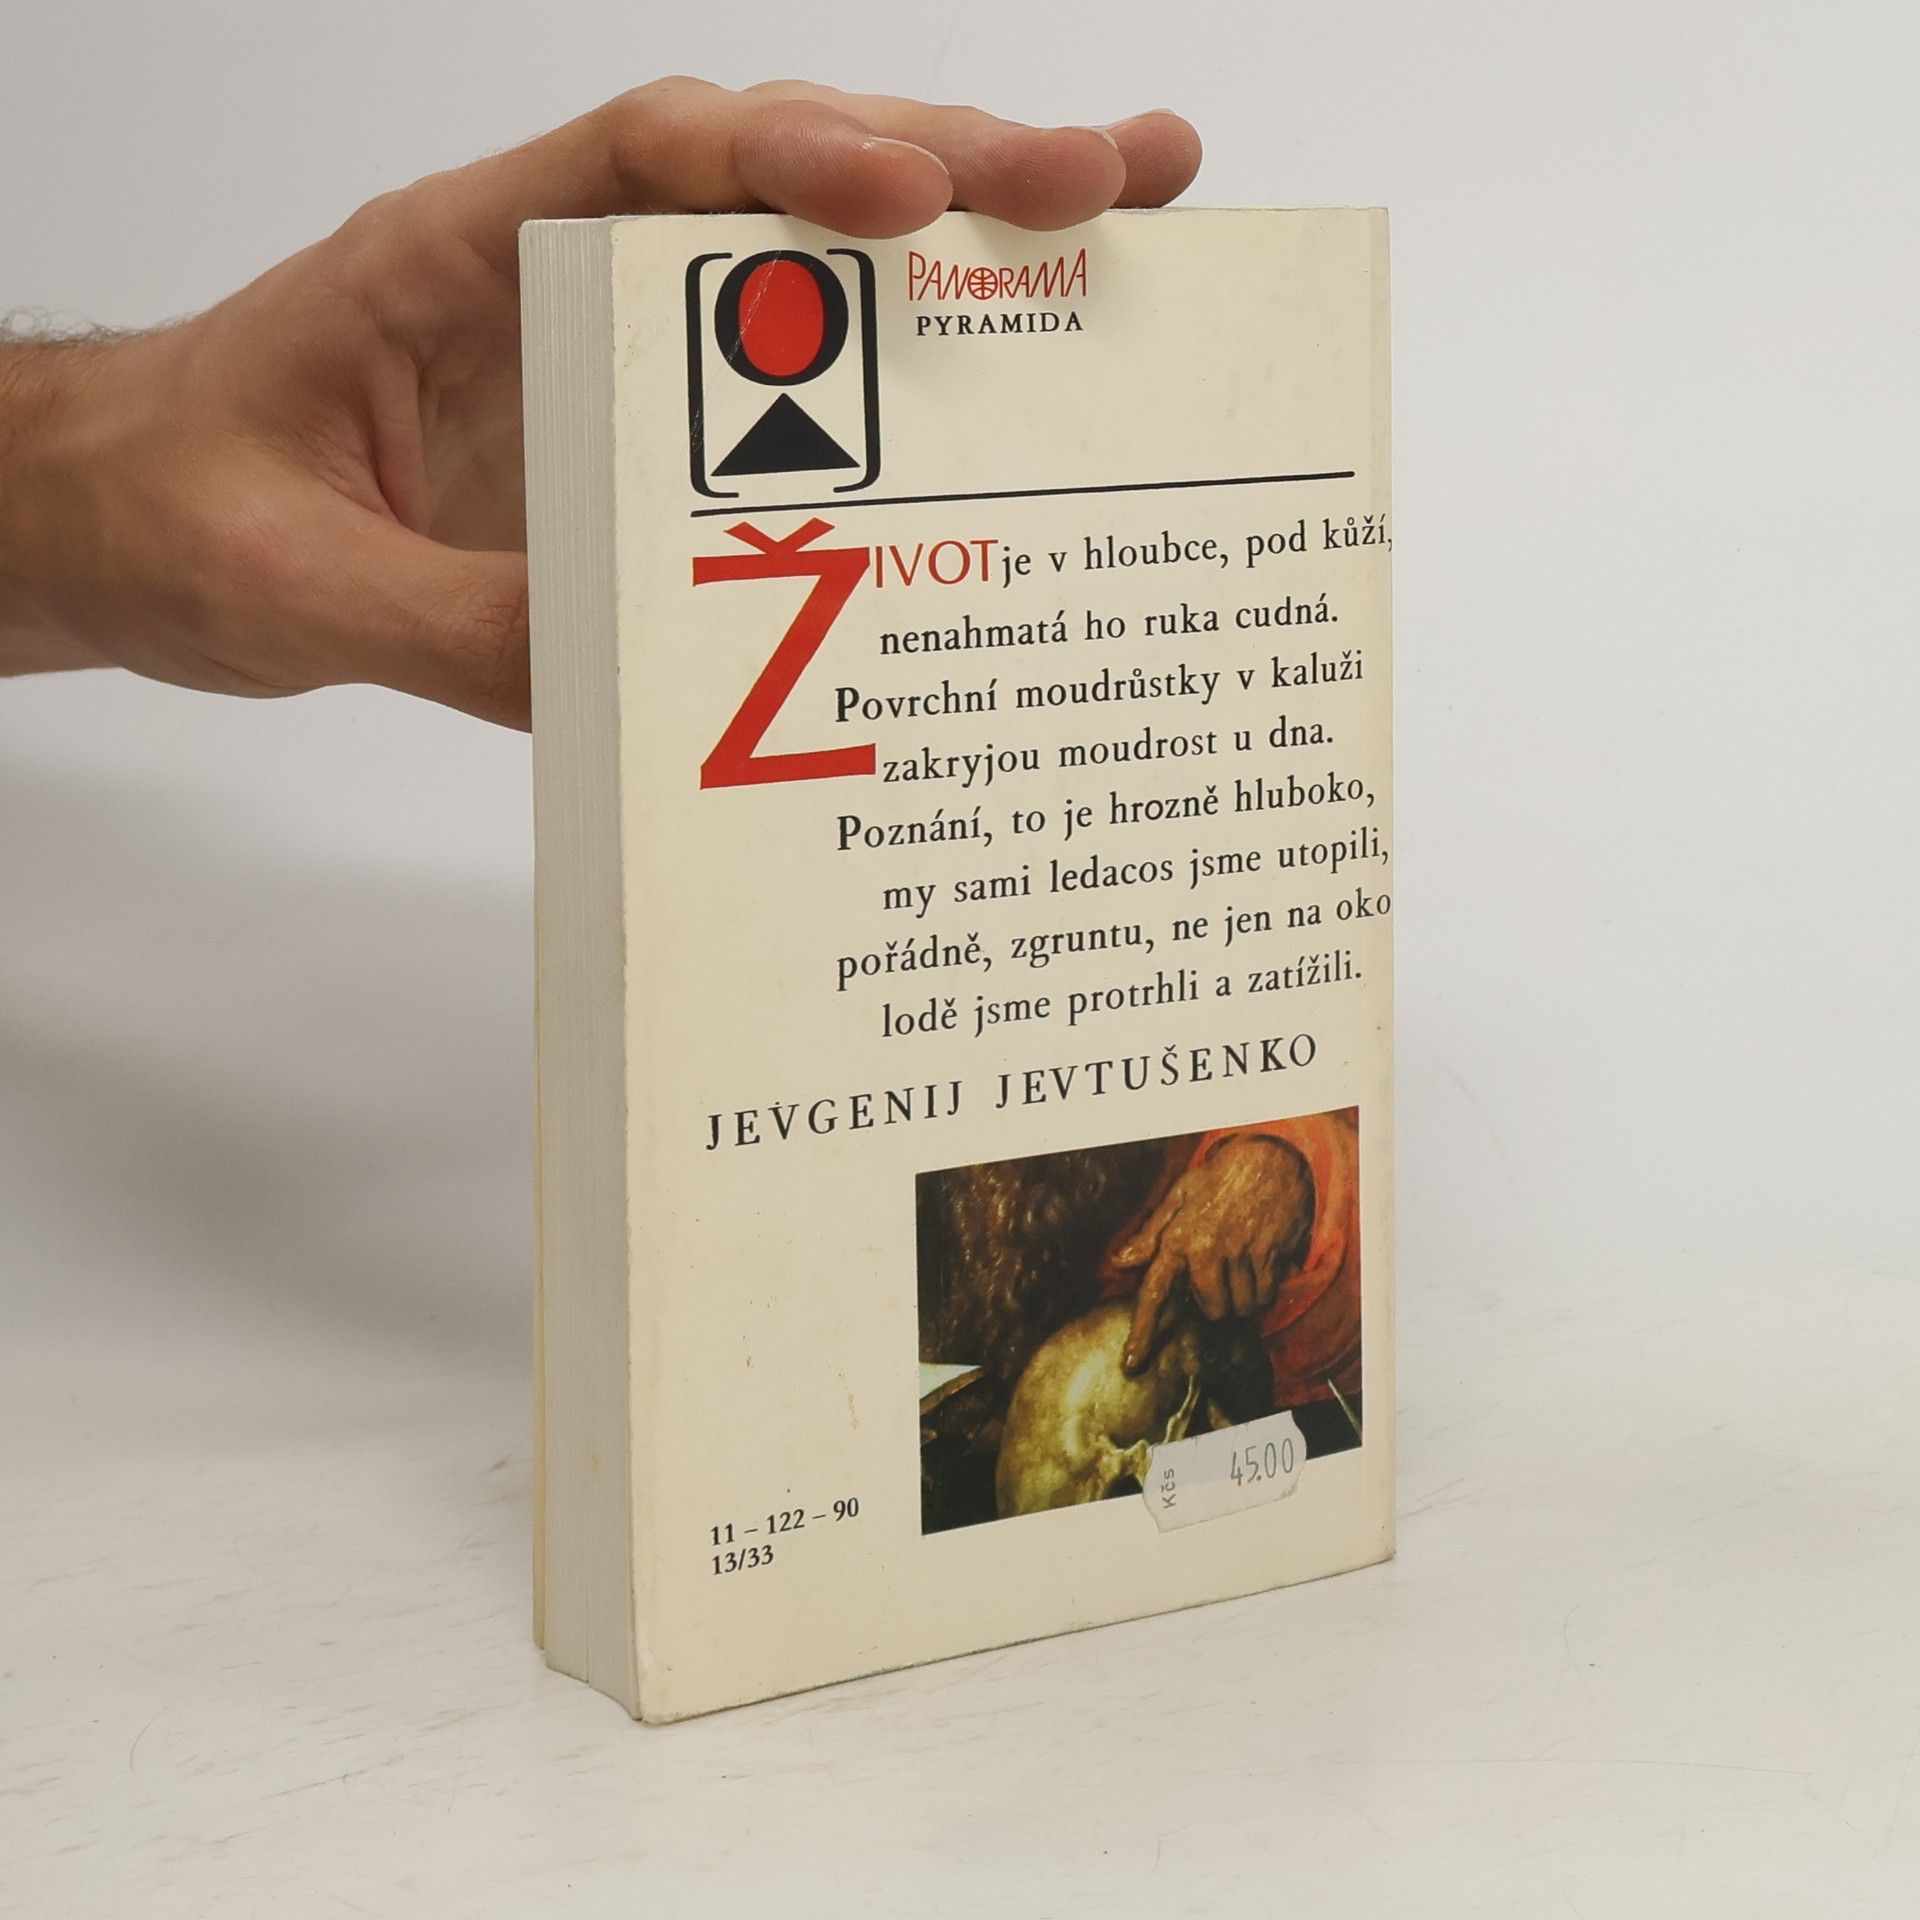 PANORAMA
PYRAMIDA
ŽIVOT je v hloubce, pod kůží,
nenahmatá ho ruka cudná.
Povrchní moudrůstky v kaluži
zakryjou moudrost u dna.
Poznání, to je hrozně hluboko,
my sami ledacos jsme utopili,
pořádně, zgruntu, ne jen na oko
lodě jsme protrhli a zatížili.
JEVGENIJ JEVTUŠENKO
Kčs 45.00
11 – 122 – 90
13/33